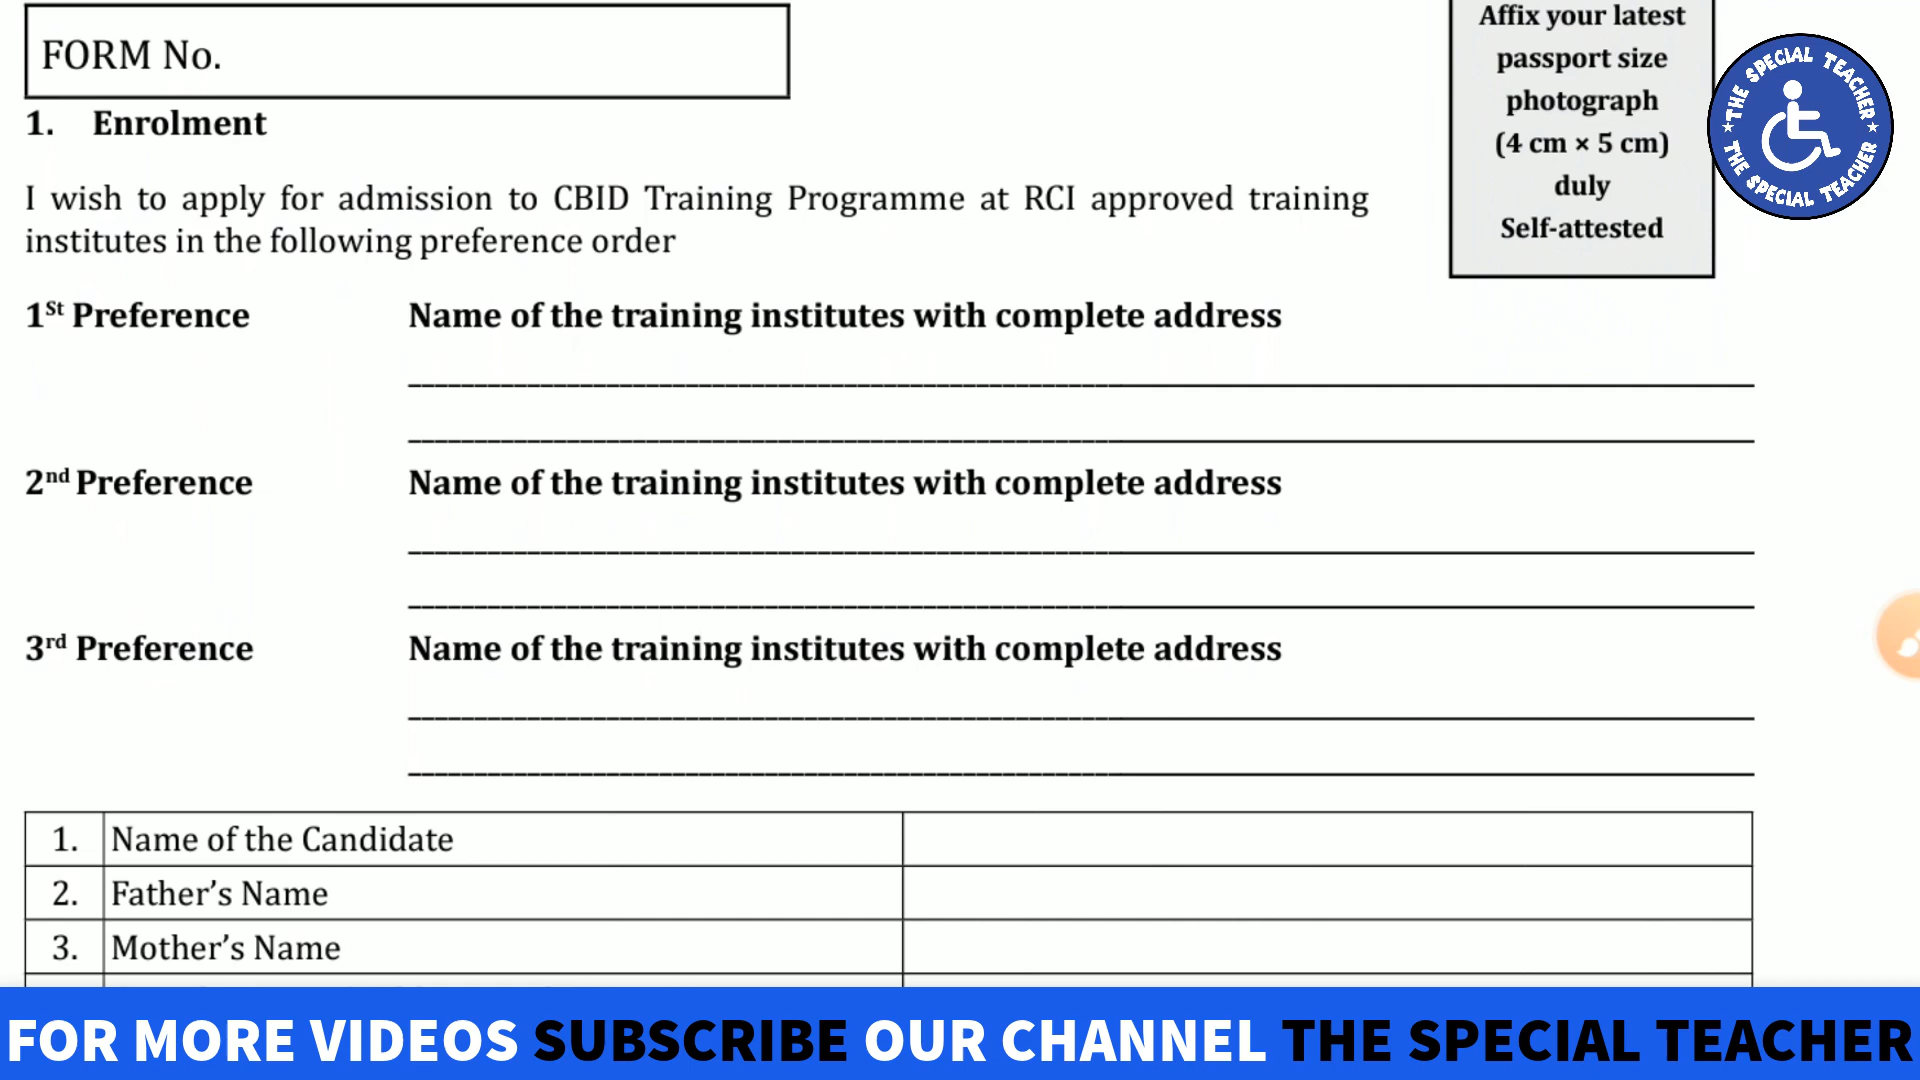 FORM No.
Affix your latest
passport size
photograph
(4 cm × 5 cm)
duly
Self-attested
THE SPECIAL TEACHER
THE SPECIAL TEACHER
1. Enrolment
I wish to apply for admission to CBID Training Programme at RCI approved training
institutes in the following preference order
1St Preference Name of the training institutes with complete address
2nd Preference Name of the training institutes with complete address
3rd Preference Name of the training institutes with complete address
1. Name of the Candidate
2. Father’s Name
3. Mother’s Name
FOR MORE VIDEOS SUBSCRIBE OUR CHANNEL THE SPECIAL TEACHER